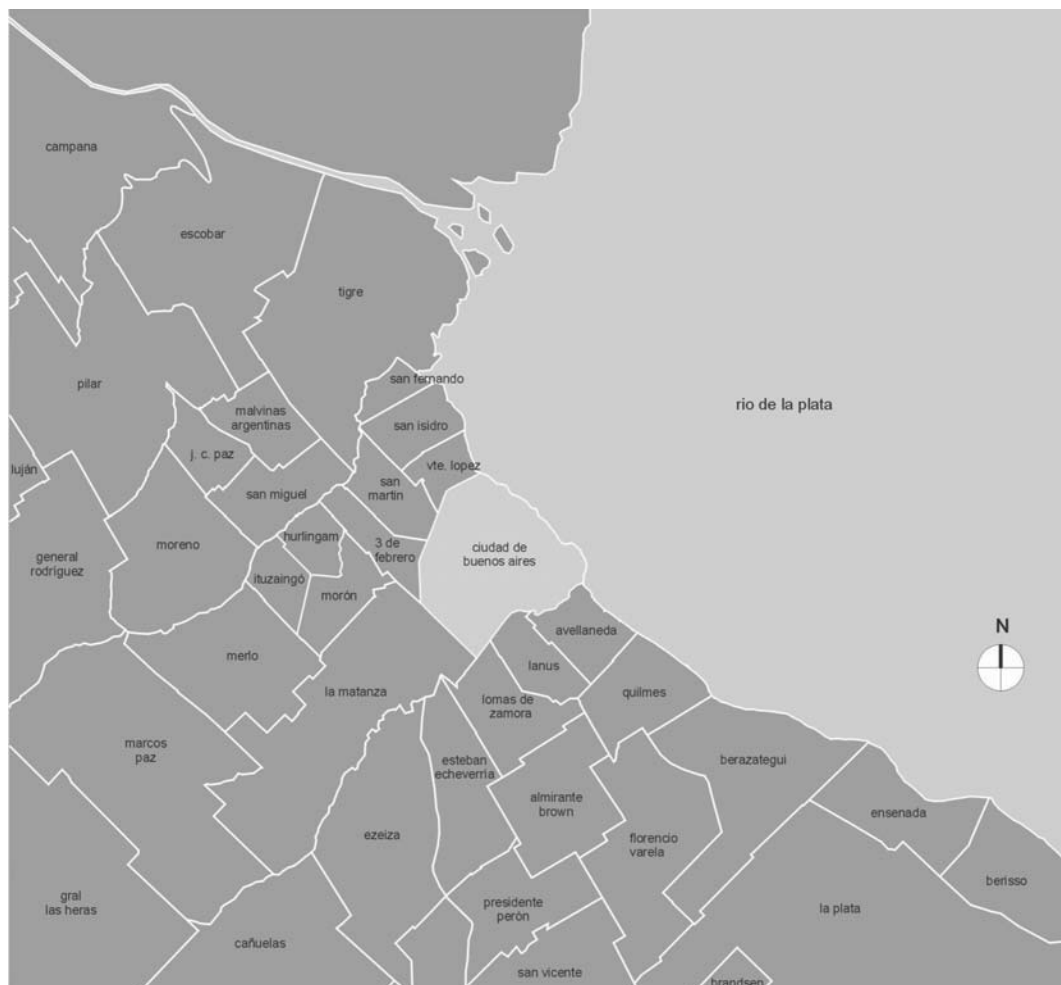 campana
escobar
tigre
pilar
san fernando
rio de la plata
malvinas
argentinas
san isidro
j. c. paz
luján
vte. lopez
san
martin
san miguel
general
rodríguez
moreno
hurlingam
3 de
febrero
ciudad de
buenos aires
ituzaingó
morón
avellaneda
N
merlo
lanus
la matanza
quilmes
lomas de
zamora
marcos
paz
esteban
echeverría
berazategui
almirante
brown
ensenada
ezeiza
florencio
varela
berisso
gral
las heras
presidente
perón
la plata
cañuelas
san vicente
brandsen